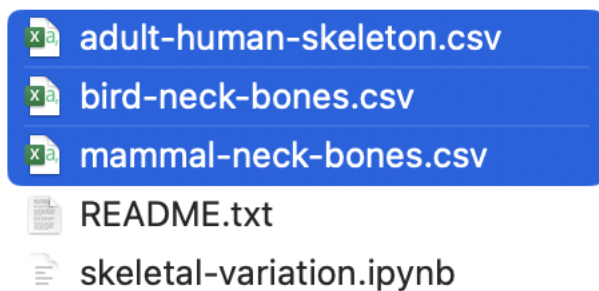 adult-human-skeleton.csv
bird-neck-bones.csv
mammal-neck-bones.csv
README.txt
skeletal-variation.ipynb